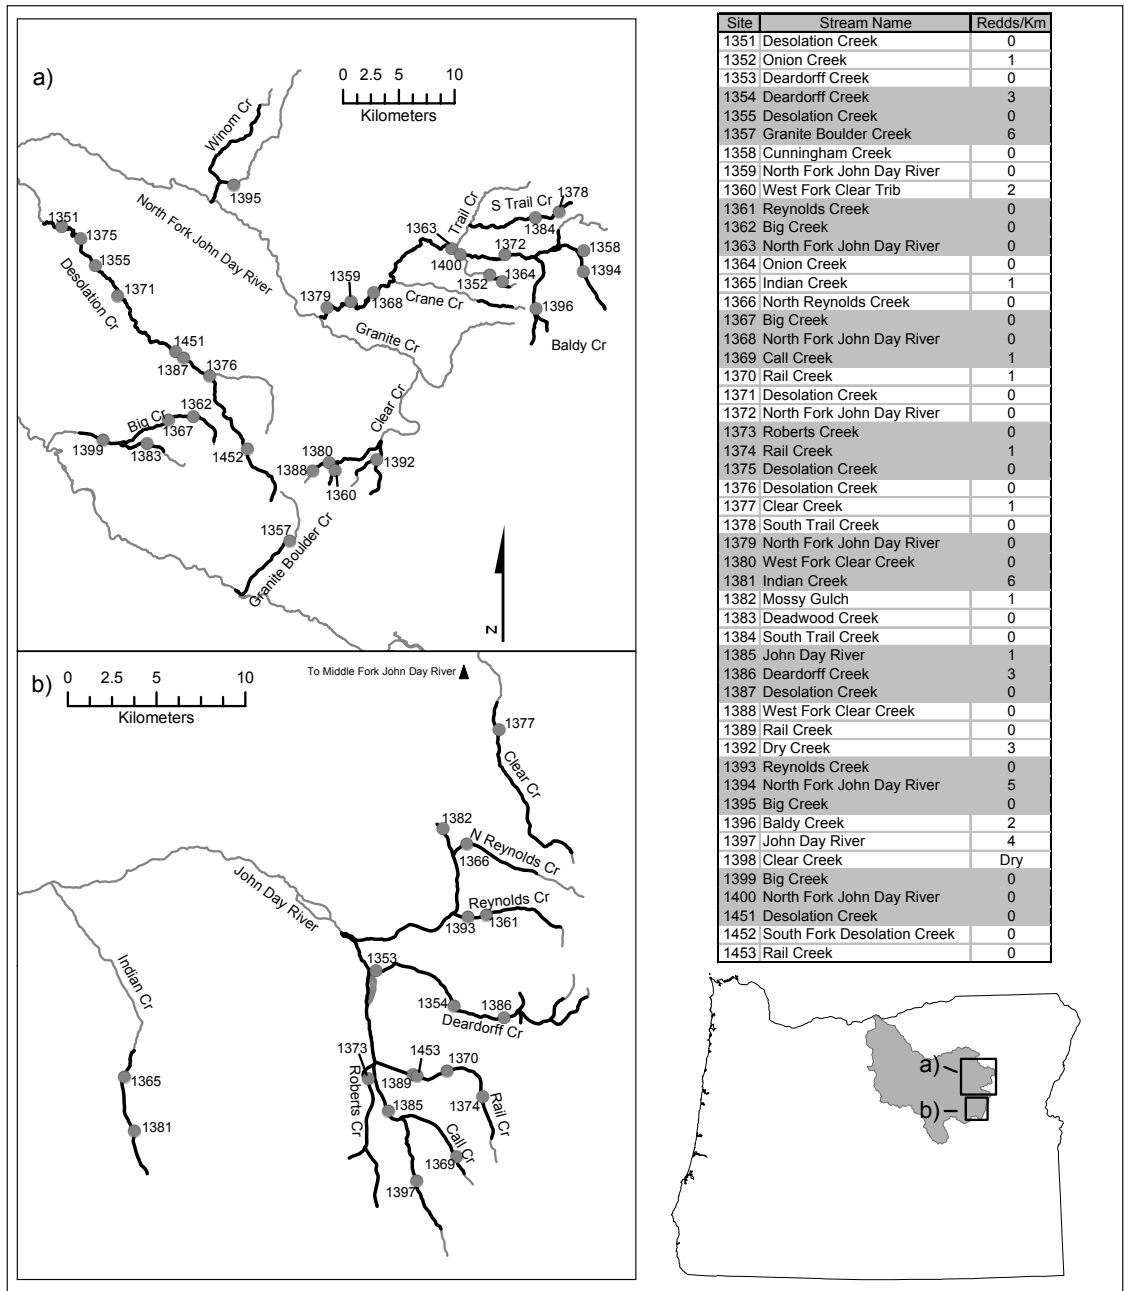 a)
0 2.5 5 10
Kilometers
Winom Cr
1395
North Fork John Day River
1351
1375
1355
1371
Desolation Cr
1451
1387
1376
1452
Big Cr
1362
1367
1399
1383
1363
Trail Cr
S Trail Cr
1378
1384
1400
1372
1358
1394
1352
1364
1359
1379
1368
Crane Cr
1396
Baldy Cr
Granite Cr
Clear Cr
1380
1388
1360
1392
1357
Granite Boulder Cr
N
b)
0 2.5 5 10
Kilometers
To Middle Fork John Day River
1377
Clear Cr
1382
N Reynolds Cr
1366
Reynolds Cr
1393
1361
John Day River
Indian Cr
1353
1354
1386
Deardorff Cr
1373
1453
1370
1389
Roberts Cr
1385
1374
Rail Cr
Call Cr
1369
1397
1365
1381
Site Stream Name Redds/Km
1351 Desolation Creek 0
1352 Onion Creek 1
1353 Deardorff Creek 0
1354 Deardorff Creek 3
1355 Desolation Creek 0
1357 Granite Boulder Creek 6
1358 Cunningham Creek 0
1359 North Fork John Day River 0
1360 West Fork Clear Trib 2
1361 Reynolds Creek 0
1362 Big Creek 0
1363 North Fork John Day River 0
1364 Onion Creek 0
1365 Indian Creek 1
1366 North Reynolds Creek 0
1367 Big Creek 0
1368 North Fork John Day River 0
1369 Call Creek 1
1370 Rail Creek 1
1371 Desolation Creek 0
1372 North Fork John Day River 0
1373 Roberts Creek 0
1374 Rail Creek 1
1375 Desolation Creek 0
1376 Desolation Creek 0
1377 Clear Creek 1
1378 South Trail Creek 0
1379 North Fork John Day River 0
1380 West Fork Clear Creek 0
1381 Indian Creek 6
1382 Mossy Gulch 1
1383 Deadwood Creek 0
1384 South Trail Creek 0
1385 John Day River 1
1386 Deardorff Creek 3
1387 Desolation Creek 0
1388 West Fork Clear Creek 0
1389 Rail Creek 0
1392 Dry Creek 3
1393 Reynolds Creek 0
1394 North Fork John Day River 5
1395 Big Creek 0
1396 Baldy Creek 2
1397 John Day River 4
1398 Clear Creek Dry
1399 Big Creek 0
1400 North Fork John Day River 0
1451 Desolation Creek 0
1452 South Fork Desolation Creek 0
1453 Rail Creek 0
a)
b)